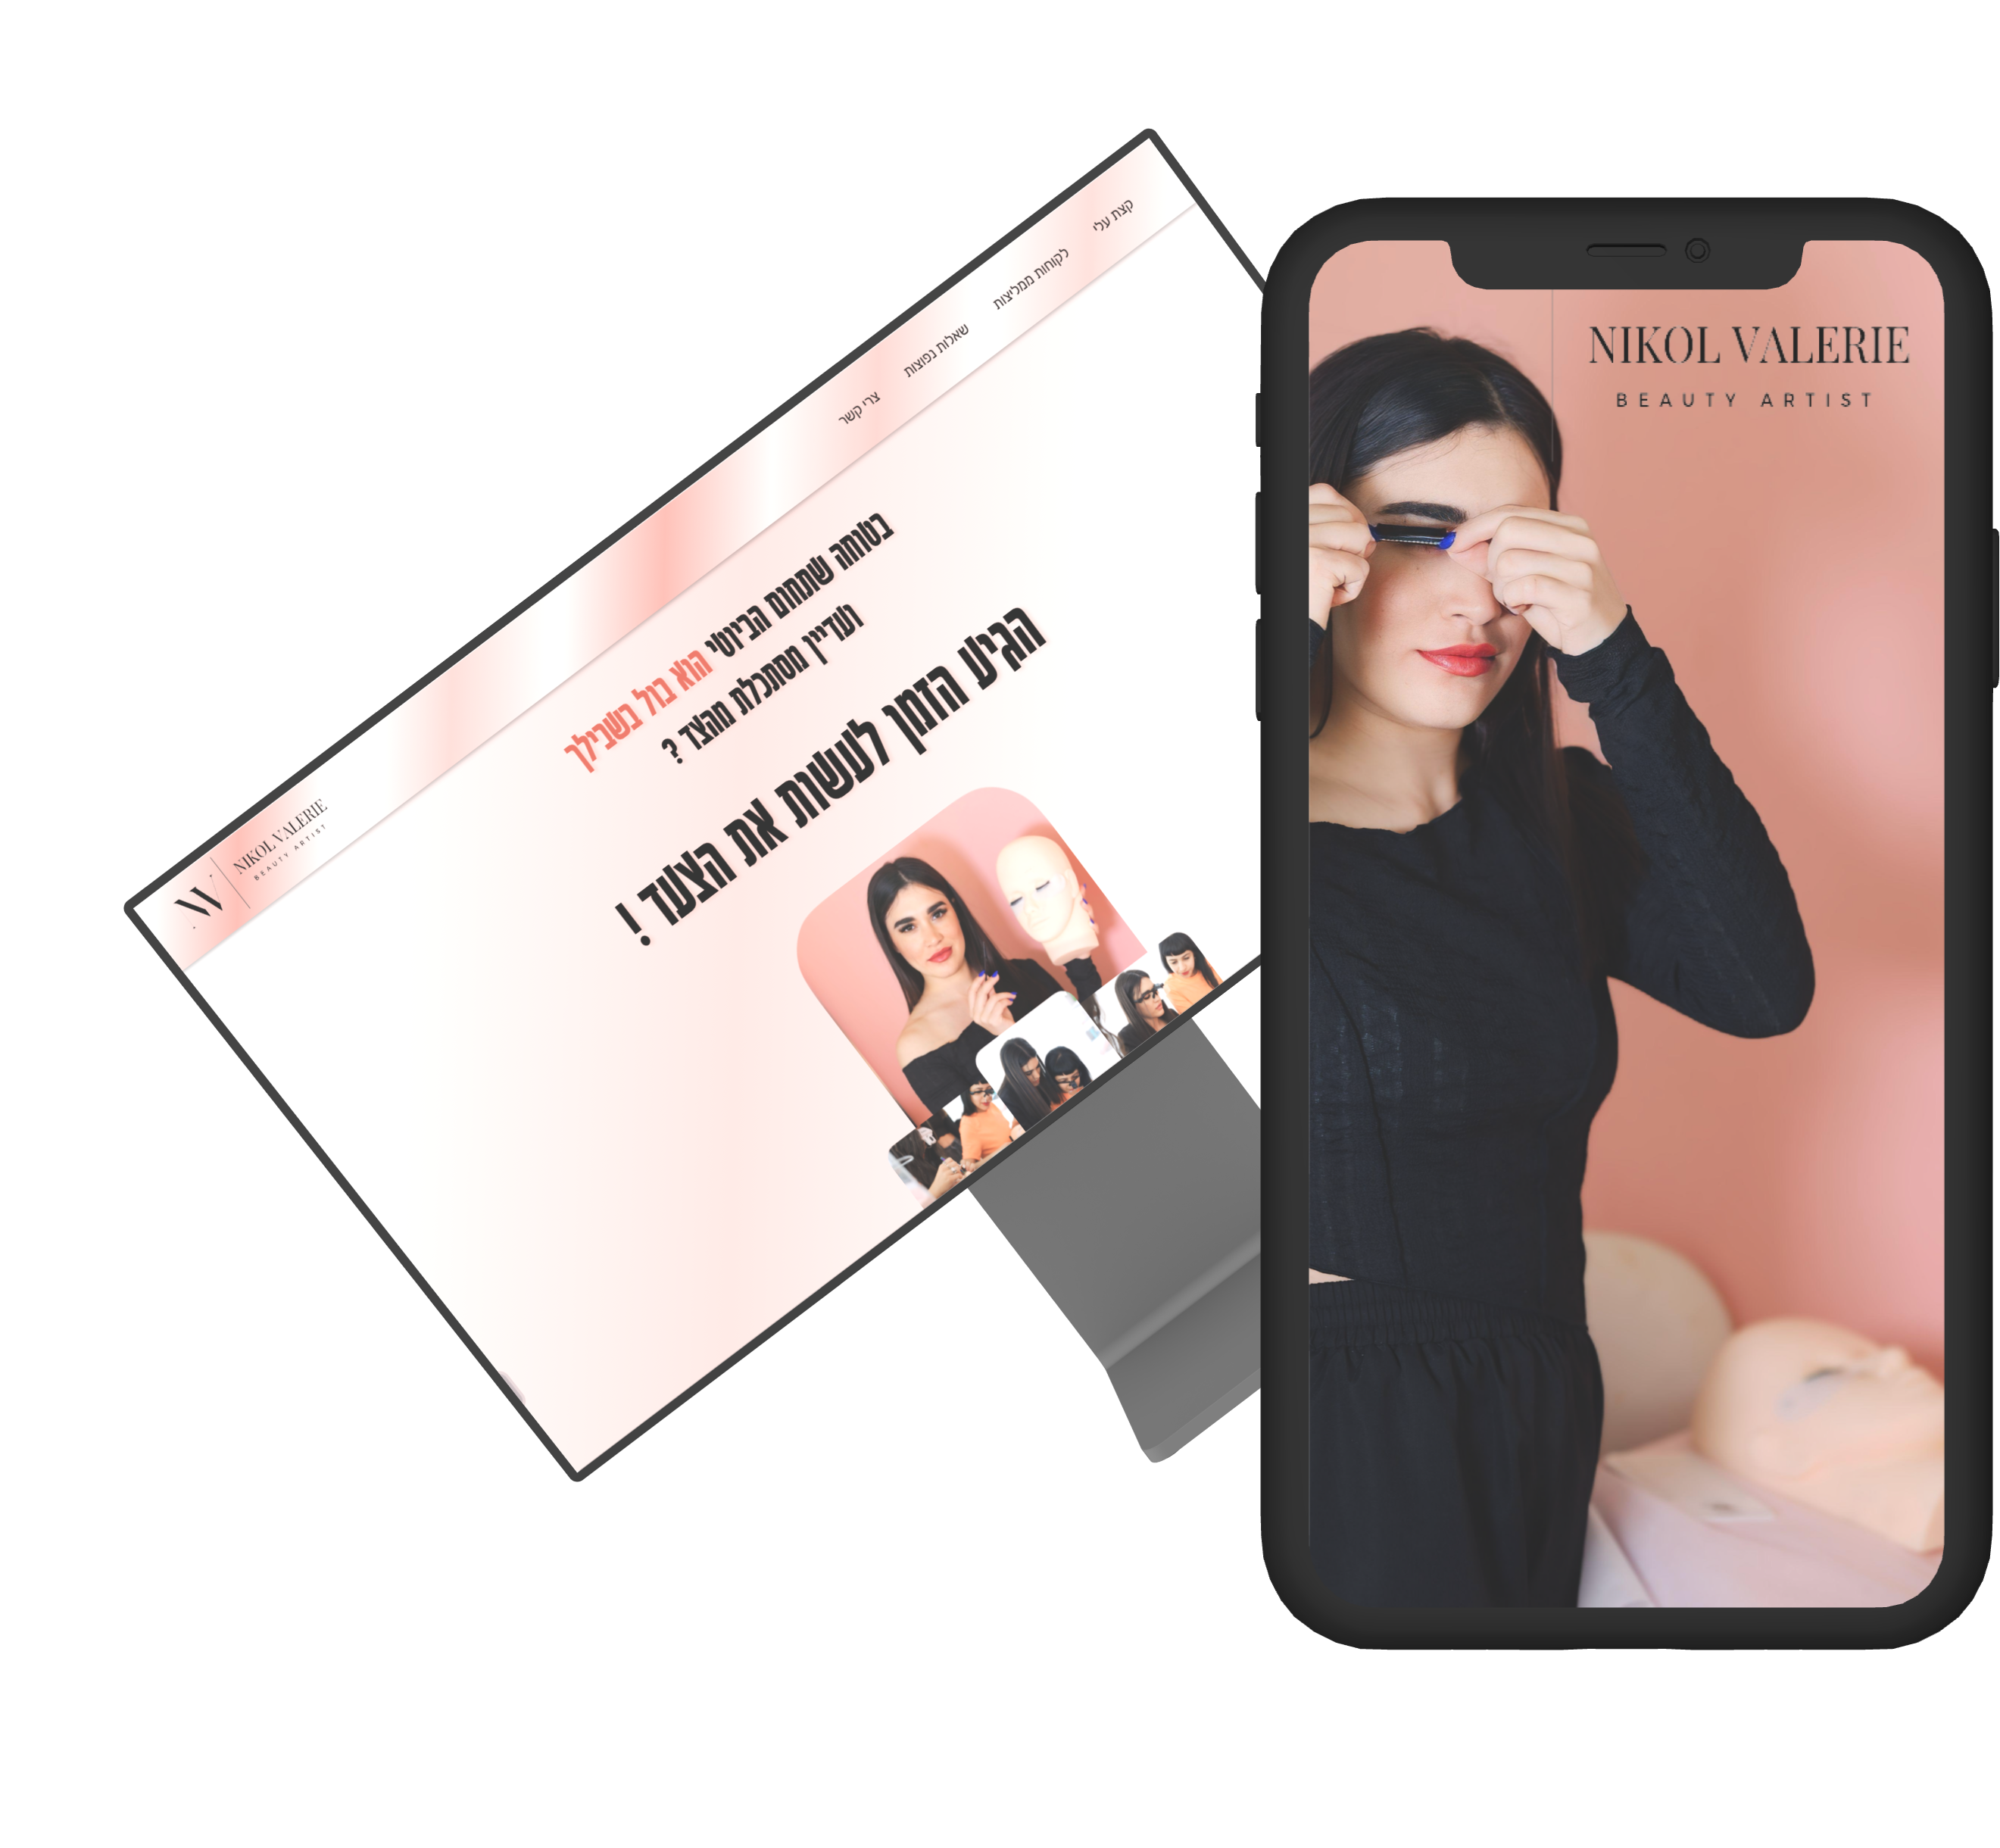 קצת עלי
לקוחות ממליצות
שאלות נפוצות
צרי קשר
NV
NIKOL VALERIE
BEAUTY ARTIST
בטוחה שתחום הביוטי הוא בול בשבילך
ועדיין מסתכלת מהצד ?
הגיע הזמן לעשות את הצעד !
NIKOL VALERIE
BEAUTY ARTIST